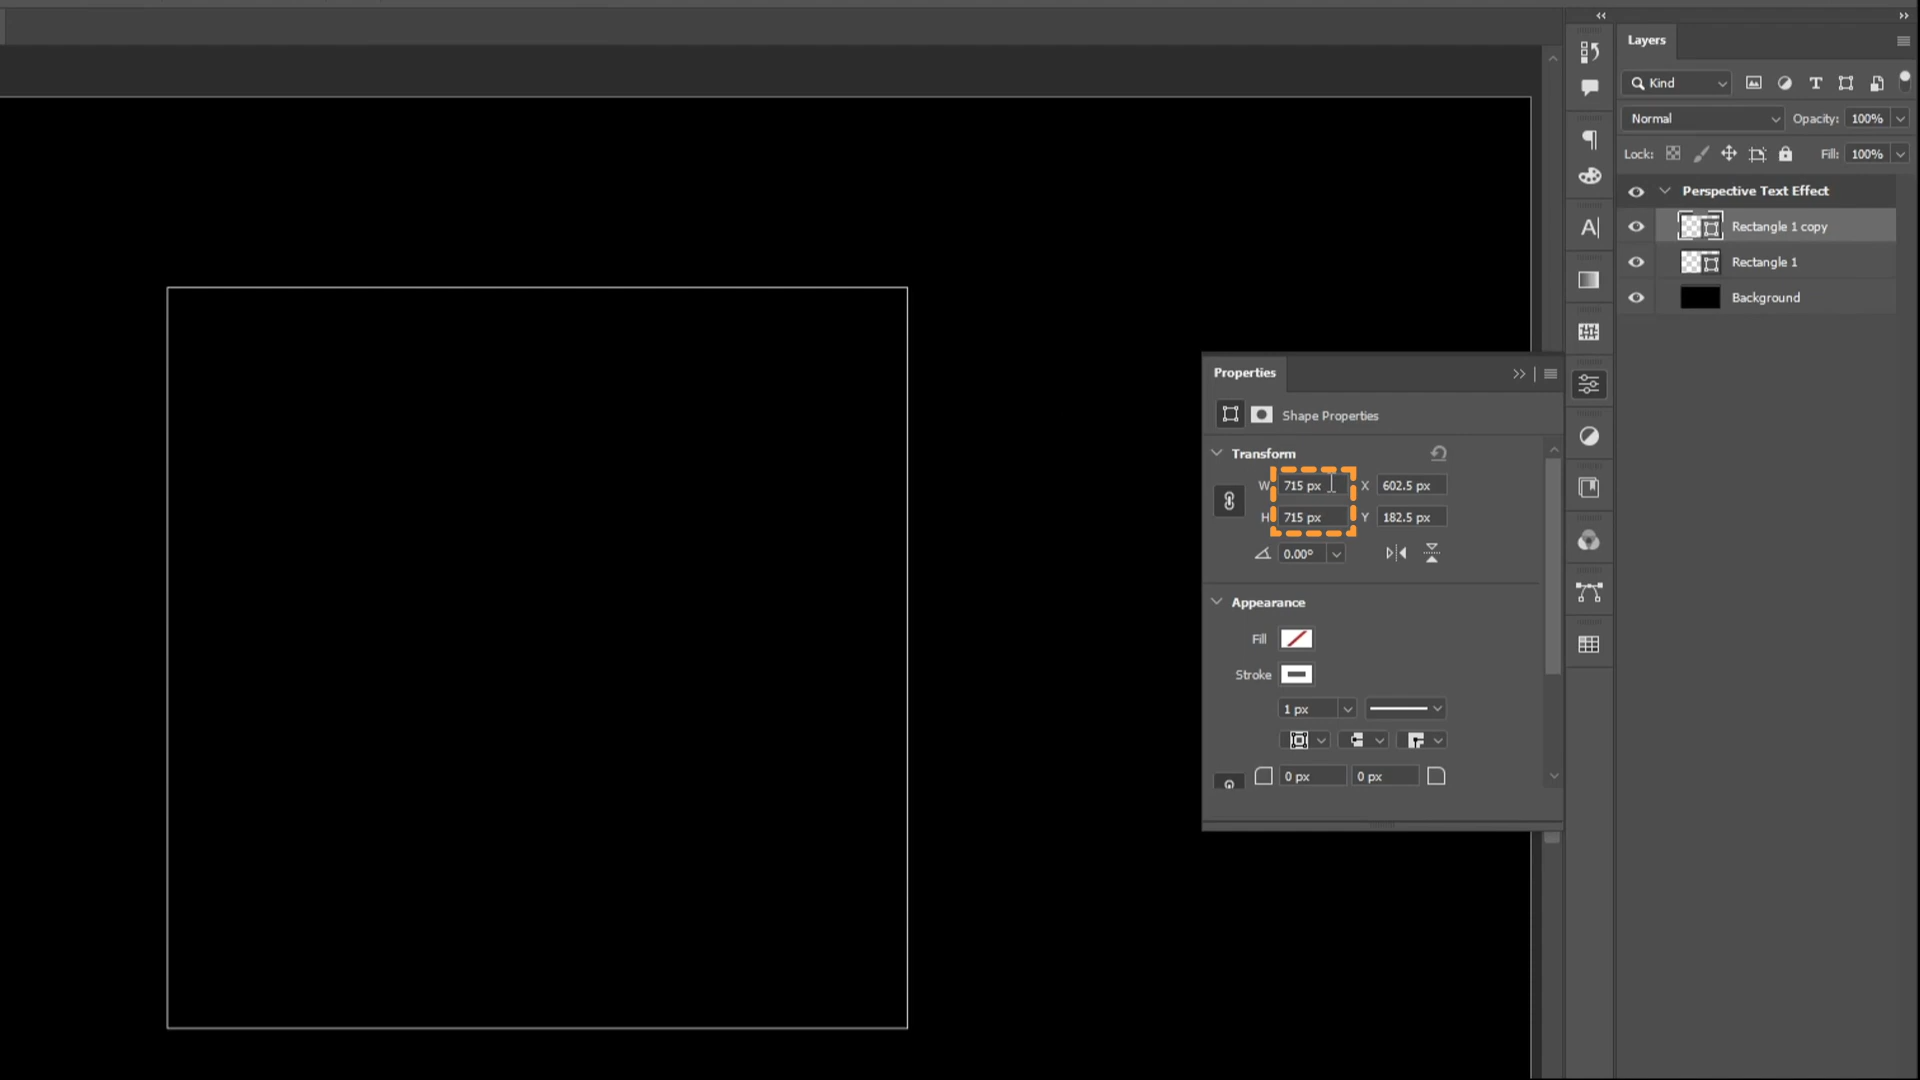 Layers
Kind
Normal Opacity: 100%
Lock: Fill: 100%
Perspective Text Effect
Rectangle 1 copy
Rectangle 1
Background
Properties
Shape Properties
Transform
W 715 px X 602.5 px
H 715 px Y 182.5 px
0.00°
Appearance
Fill
Stroke
1 px
0 px 0 px